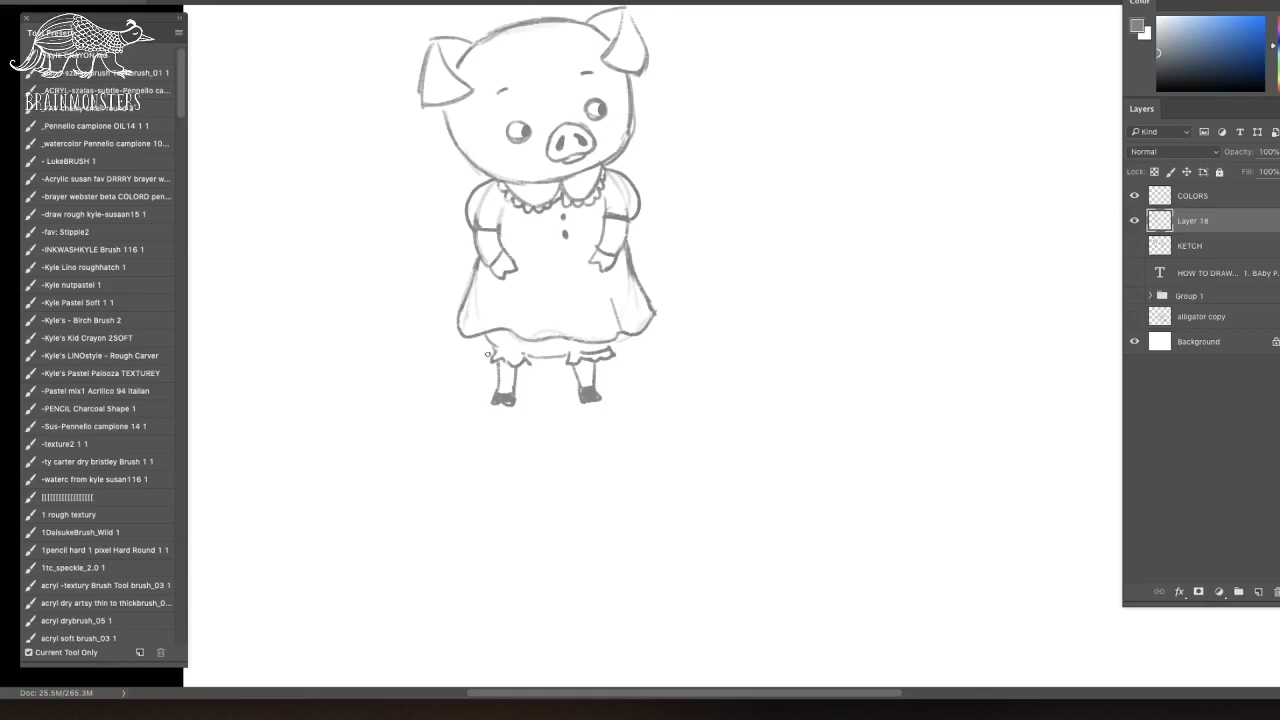 Color
Tool Preset
_ACRYL-szalas-subtle-Pennello ca...
_Pennello campione OIL14 1 1
_watercolor Pennello campione 10...
- LukeBRUSH 1
-Acrylic susan fav DRRRY brayer w...
-brayer webster beta COLORD pen...
-draw rough kyle-susaan15 1
-fav: Stipple2
-INKWASHKYLE Brush 116 1
-Kyle Lino roughhatch 1
-Kyle nutpastel 1
-Kyle Pastel Soft 1 1
-Kyle's - Birch Brush 2
-Kyle's Kid Crayon 2SOFT
-Kyle's LINOstyle - Rough Carver
-Kyle's Pastel Palooza TEXTUREY
-Pastel mix1 Acrilico 94 Italian
-PENCIL Charcoal Shape 1
-Sus-Pennello campione 14 1
-texture2 1 1
-ty carter dry bristley Brush 1 1
-waterc from kyle susan116 1
[[[[[[[[[[[[[[[[[
1 rough textury
1DaisukeBrush_Wild 1
1pencil hard 1 pixel Hard Round 1 1
1tc_speckle_2.0 1
acryl -textury Brush Tool brush_03 1
acryl dry artsy thin to thickbrush_0...
acryl drybrush_05 1
acryl soft brush_03 1
Current Tool Only
BRAINMONSTERS
Layers
Kind
Normal
Opacity: 100%
Lock:
Fill: 100%
COLORS
Layer 18
KETCH
T HOW TO DRAW... 1. BABy P
Group 1
alligator copy
Background
Doc: 25.5M/265.3M